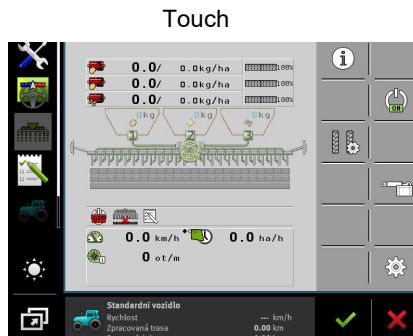 Touch
0.0/ 0.0kg/ha 100%
0.0/ 0.0kg/ha 100%
0.0/ 0.0kg/ha 100%
0kg 0kg 0kg
1 2 3
ON
0.0 km/h 0.0 ha/h
0 ot/m
Standardní vozidlo
Rychlost --- km/h
Zpracovaná trasa 0.00 km